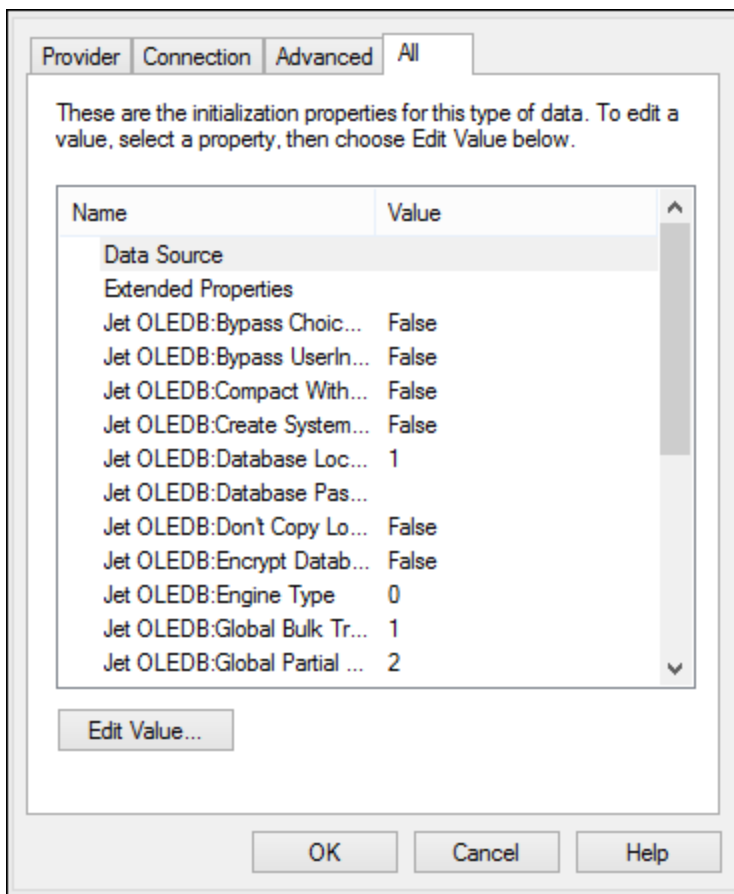 Provider Connection Advanced All
These are the initialization properties for this type of data. To edit a
value, select a property, then choose Edit Value below.
Name Value
Data Source
Extended Properties
Jet OLEDB:Bypass Choic... False
Jet OLEDB:Bypass UserIn... False
Jet OLEDB:Compact With... False
Jet OLEDB:Create System... False
Jet OLEDB:Database Loc... 1
Jet OLEDB:Database Pas...
Jet OLEDB:Don't Copy Lo... False
Jet OLEDB:Encrypt Datab... False
Jet OLEDB:Engine Type 0
Jet OLEDB:Global Bulk Tr... 1
Jet OLEDB:Global Partial ... 2
Edit Value...
OK Cancel Help